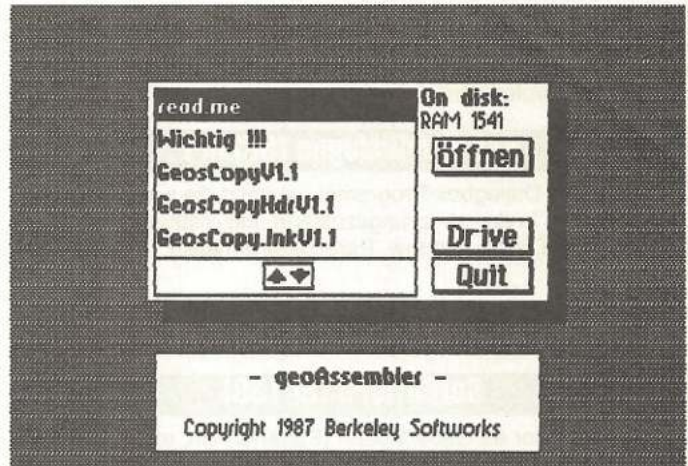 read.me
Wichtig !!!
GeosCopyV1.1
GeosCopyHdrV1.1
GeosCopy.lnkV1.1
On disk:
RAM 1541
Öffnen
Drive
Quit
- geoAssembler -
Copyright 1987 Berkeley Softworks